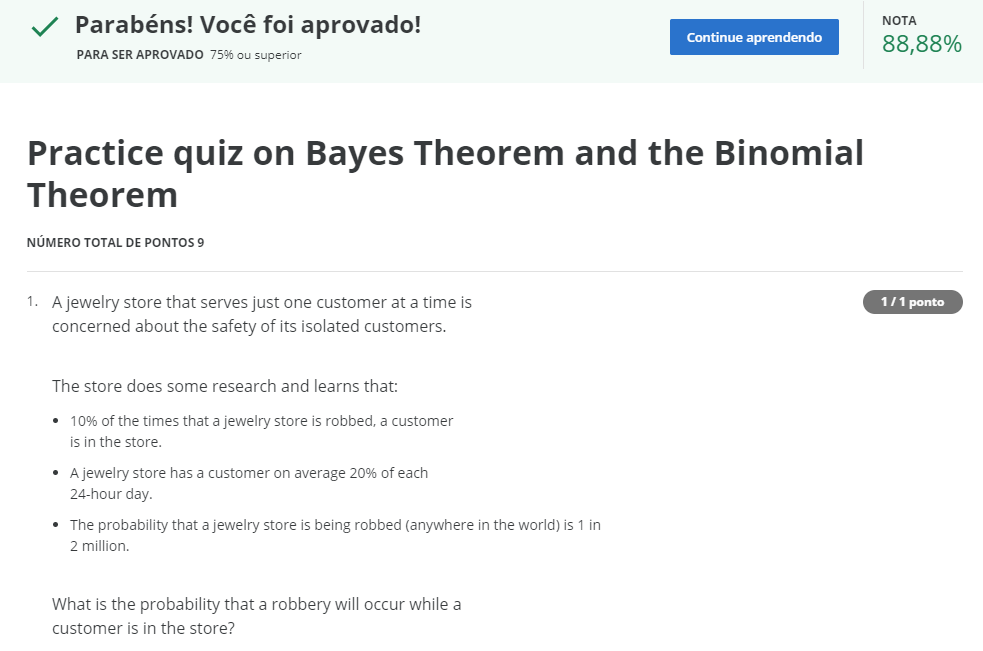 Parabéns! Você foi aprovado!
PARA SER APROVADO 75% ou superior
Continue aprendendo
NOTA
88,88%
Practice quiz on Bayes Theorem and the Binomial
Theorem
NÚMERO TOTAL DE PONTOS 9
1. A jewelry store that serves just one customer at a time is
concerned about the safety of its isolated customers.
1 / 1 ponto
The store does some research and learns that:
• 10% of the times that a jewelry store is robbed, a customer
is in the store.
• A jewelry store has a customer on average 20% of each
24-hour day.
• The probability that a jewelry store is being robbed (anywhere in the world) is 1 in
2 million.
What is the probability that a robbery will occur while a
customer is in the store?